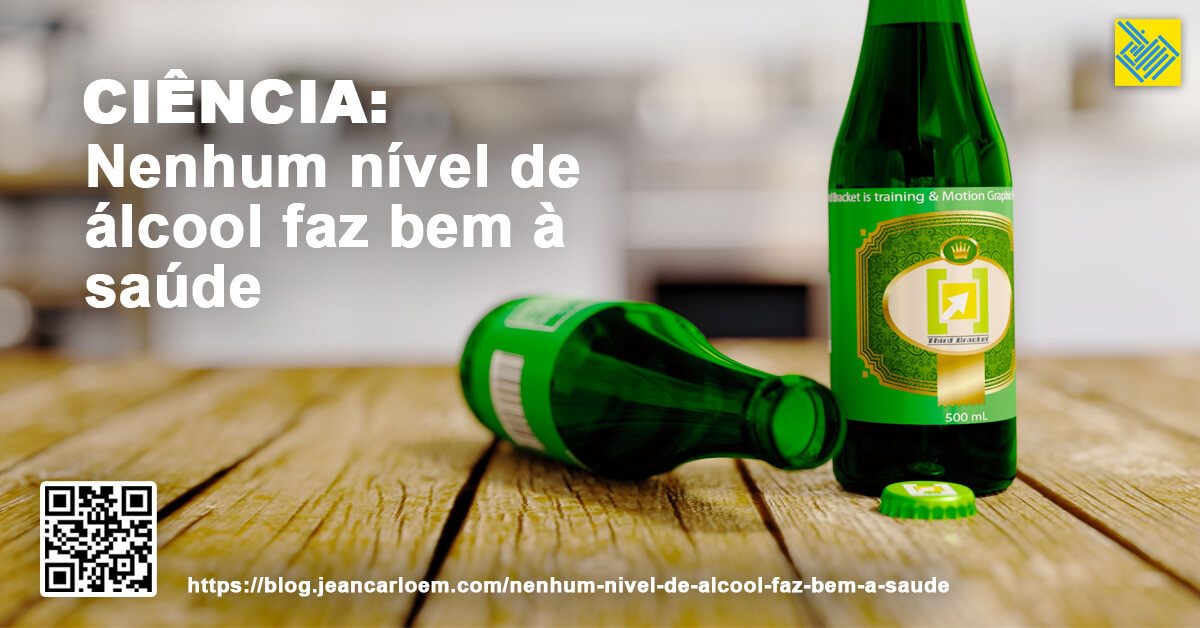 CIÊNCIA:
Nenhum nível de
álcool faz bem à
saúde
Bracket is training & Motion Graphic
Third Bracket
500 mL
https://blog.jeancarloem.com/nenhum-nivel-de-alcool-faz-bem-a-saude